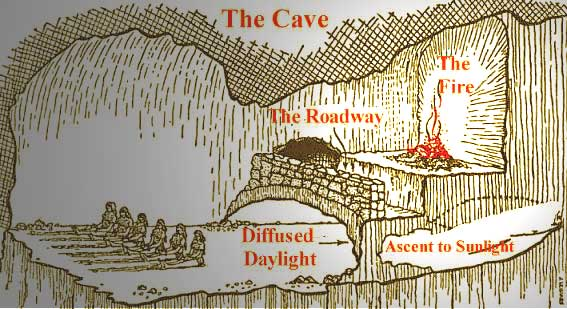 The Cave
The
Fire
The Roadway
Diffused
Daylight
Ascent to Sunlight